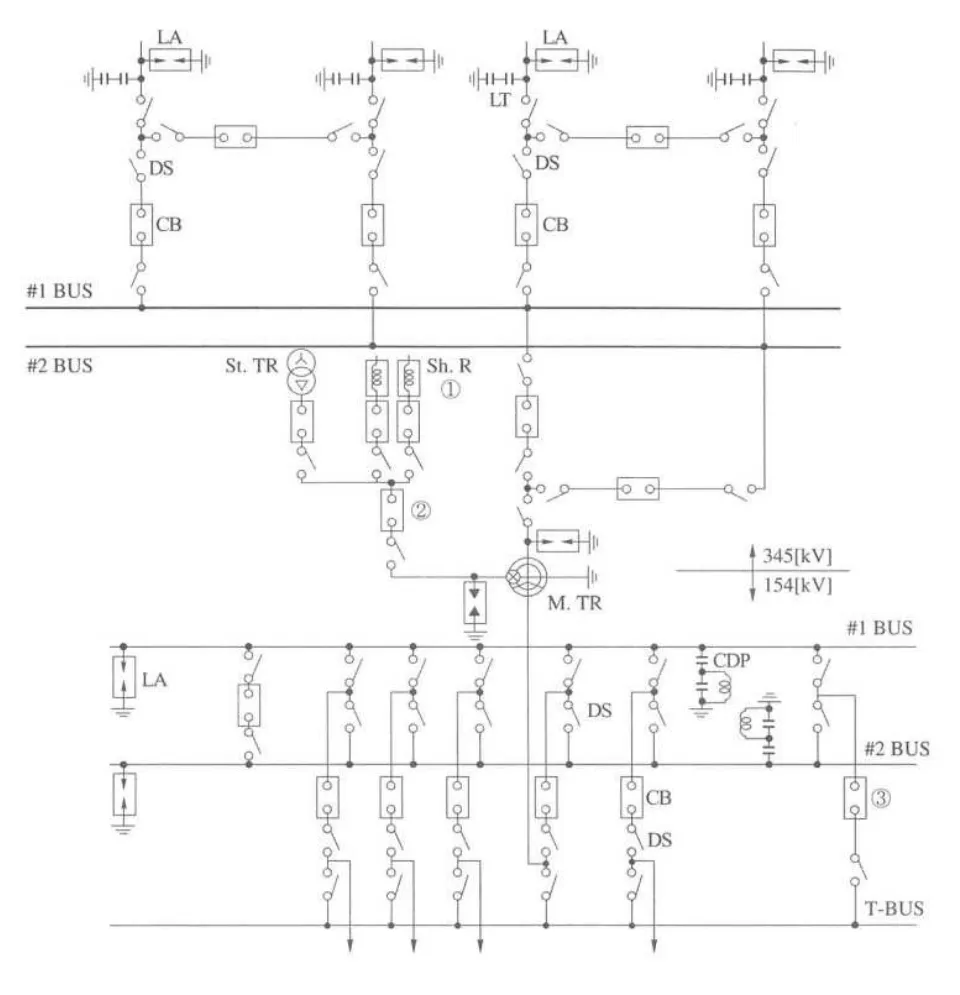 LA
LA
LT
DS
DS
CB
CB
#1 BUS
#2 BUS
St. TR
Sh. R
①
②
345[kV]
154[kV]
M. TR
#1 BUS
CDP
LA
DS
#2 BUS
CB
③
DS
T-BUS